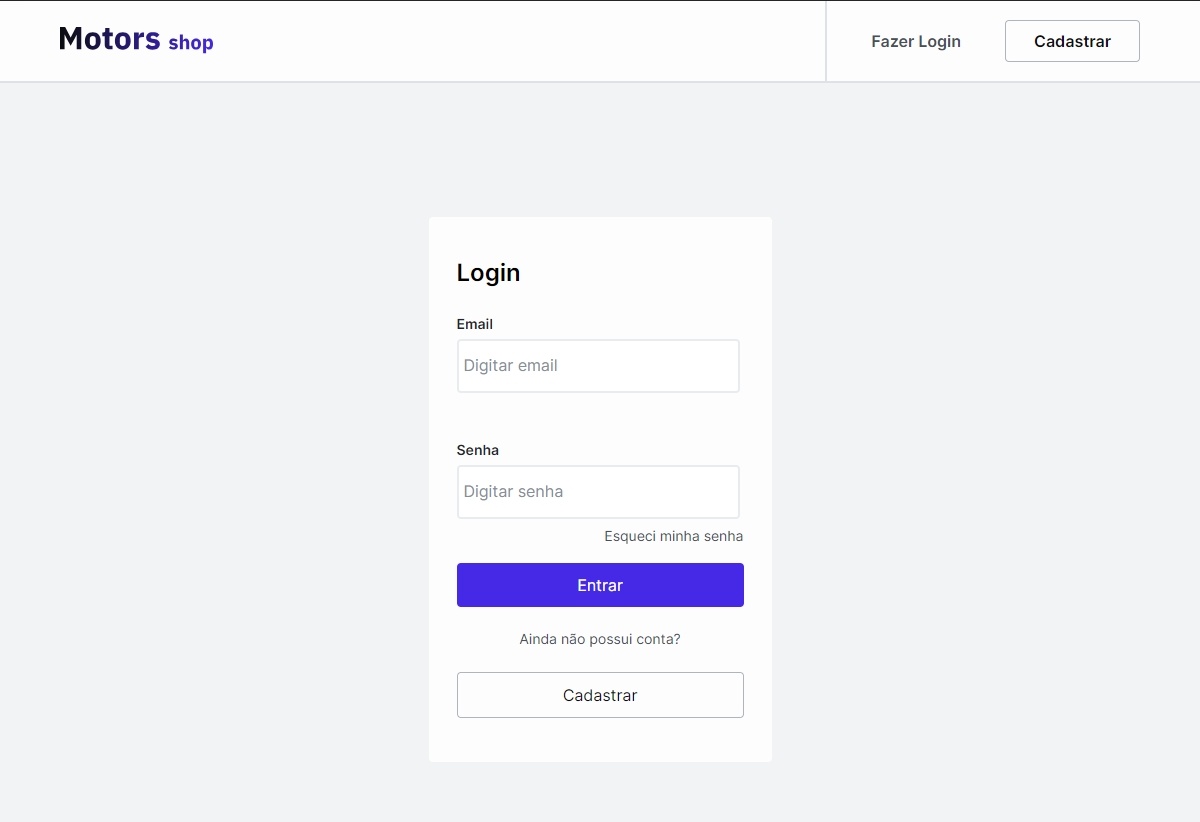 Motors shop
Fazer Login
Cadastrar
Login
Email
Digitar email
Senha
Digitar senha
Esqueci minha senha
Entrar
Ainda não possui conta?
Cadastrar